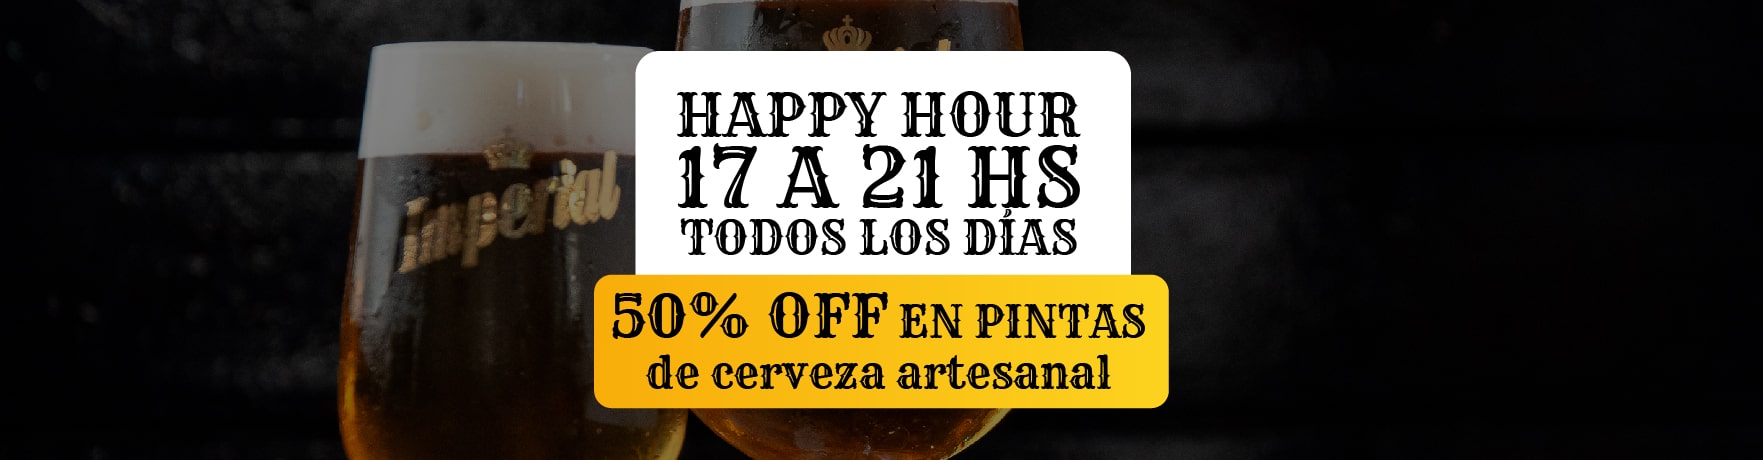 Imperial
HAPPY HOUR
17 A 21 HS
TODOS LOS DÍAS
50% OFF EN PINTAS
de cerveza artesanal